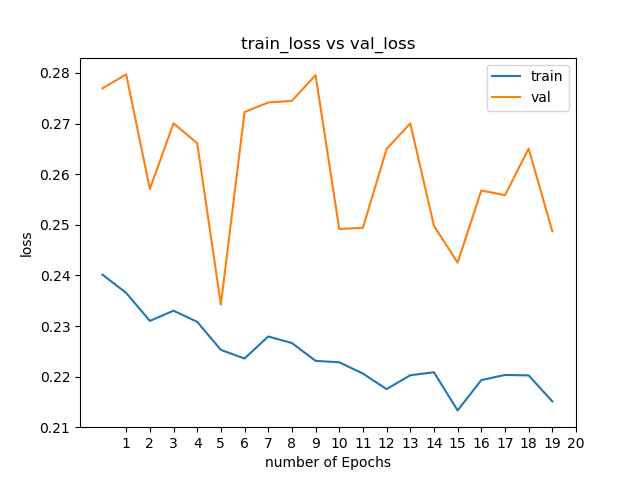 train_loss vs val_loss
train
val
0.28
0.27
0.26
0.25
0.24
0.23
0.22
0.21
loss
1 2 3 4 5 6 7 8 9 10 11 12 13 14 15 16 17 18 19 20
number of Epochs